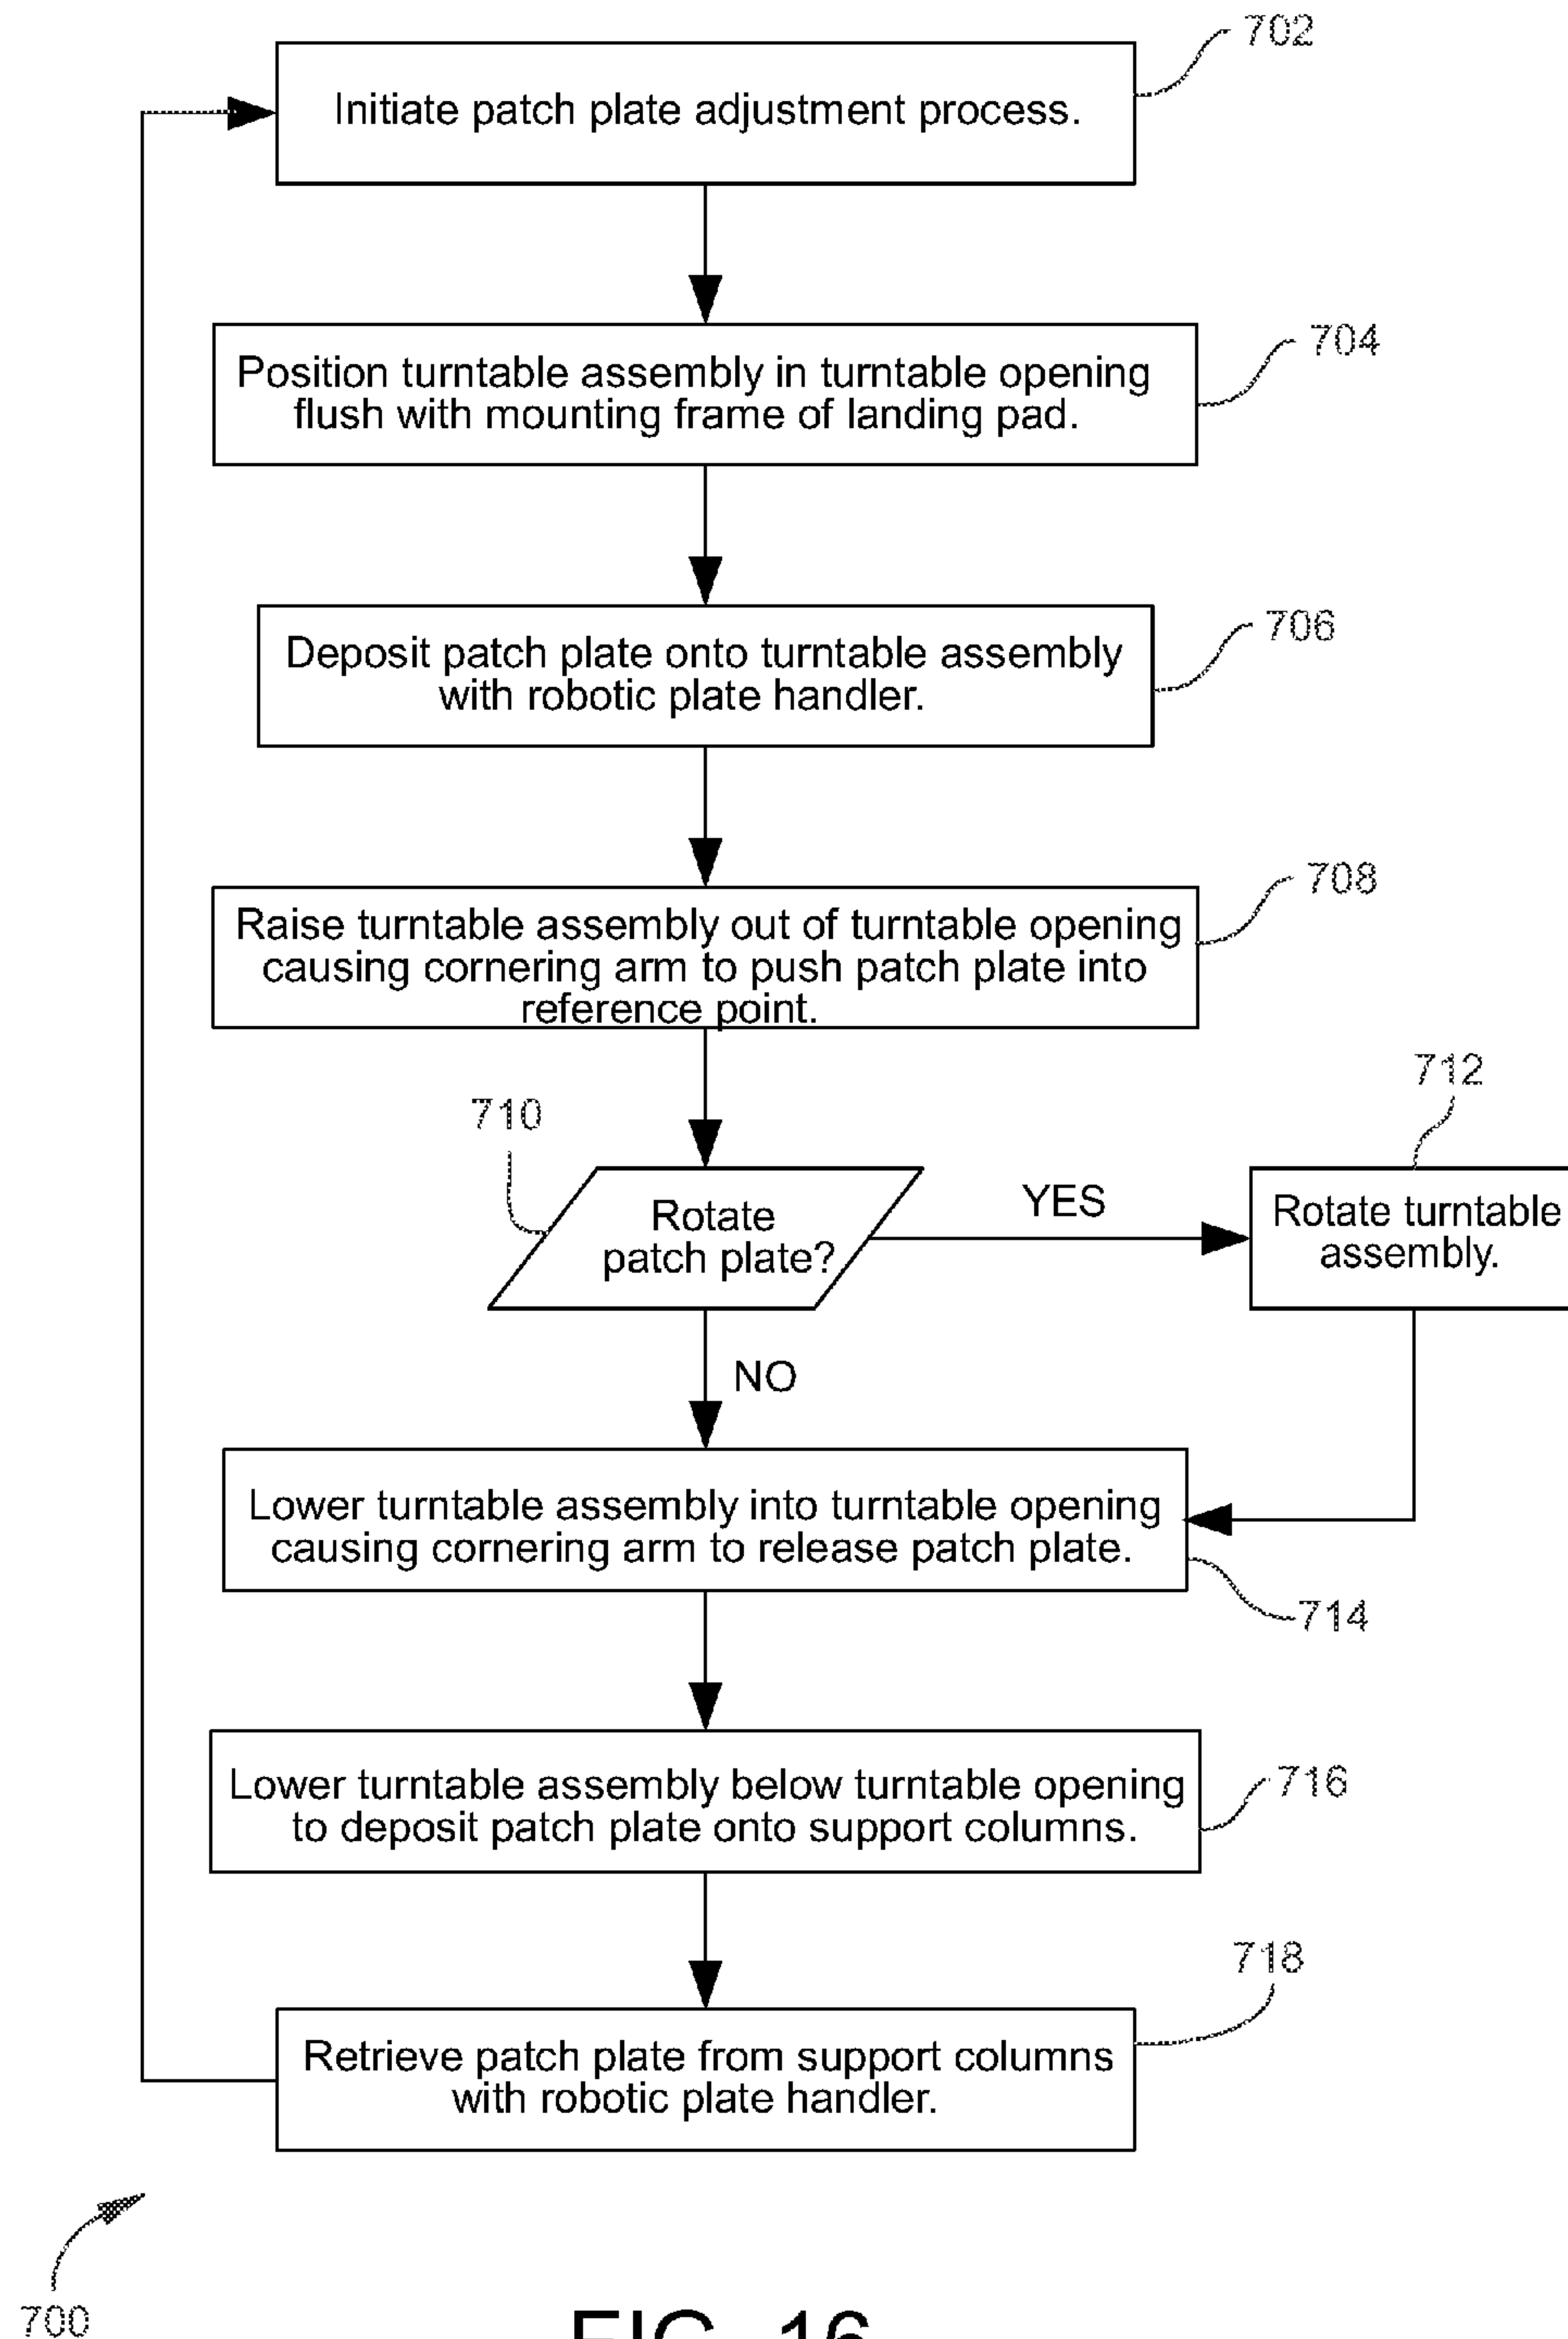 702
Initiate patch plate adjustment process.
704
Position turntable assembly in turntable opening
flush with mounting frame of landing pad.
706
Deposit patch plate onto turntable assembly
with robotic plate handler.
708
Raise turntable assembly out of turntable opening
causing cornering arm to push patch plate into
reference point.
710
Rotate
patch plate?
YES
712
Rotate turntable
assembly.
NO
Lower turntable assembly into turntable opening
causing cornering arm to release patch plate.
714
Lower turntable assembly below turntable opening
to deposit patch plate onto support columns.
716
718
Retrieve patch plate from support columns
with robotic plate handler.
700
FIG. 16